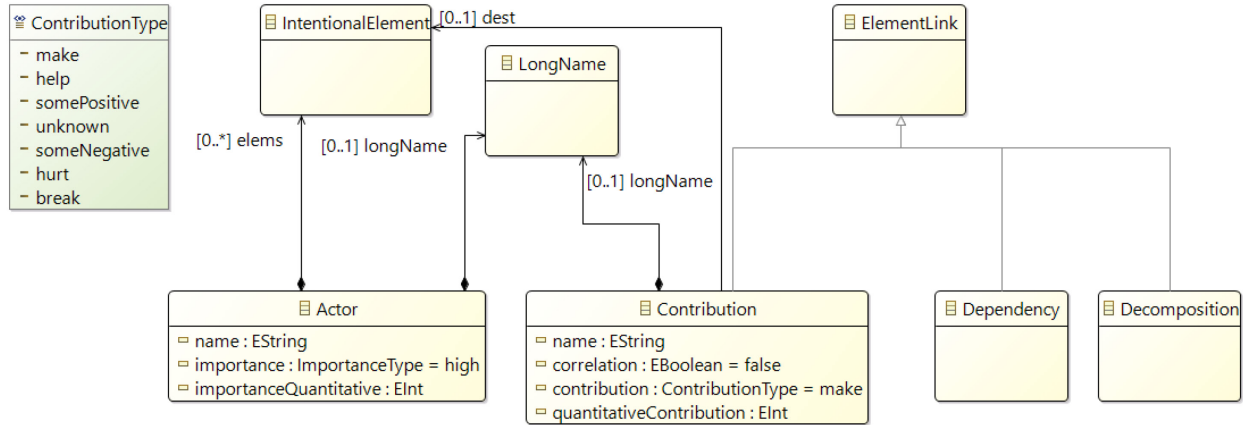 ContributionType
make
help
somePositive
unknown
someNegative
hurt
break
IntentionalElement
[0..1] dest
LongName
ElementLink
[0..*] elems
[0..1] longName
[0..1] longName
Actor
name : EString
importance : ImportanceType = high
importanceQuantitative : EInt
Contribution
name : EString
correlation : EBoolean = false
contribution : ContributionType = make
quantitativeContribution : EInt
Dependency
Decomposition